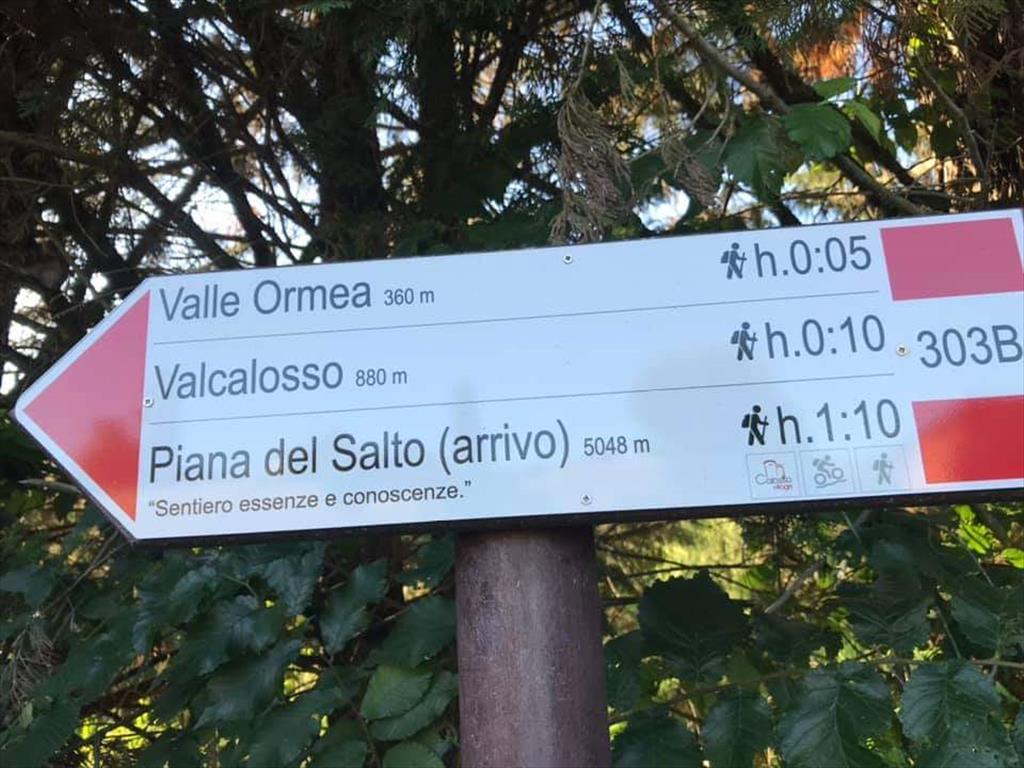 Valle Ormea 360 m h.0:05
Valcalosso 880 m h.0:10
303B
Piana del Salto (arrivo) 5048 m h.1:10
"Sentiero essenze e conoscenze."